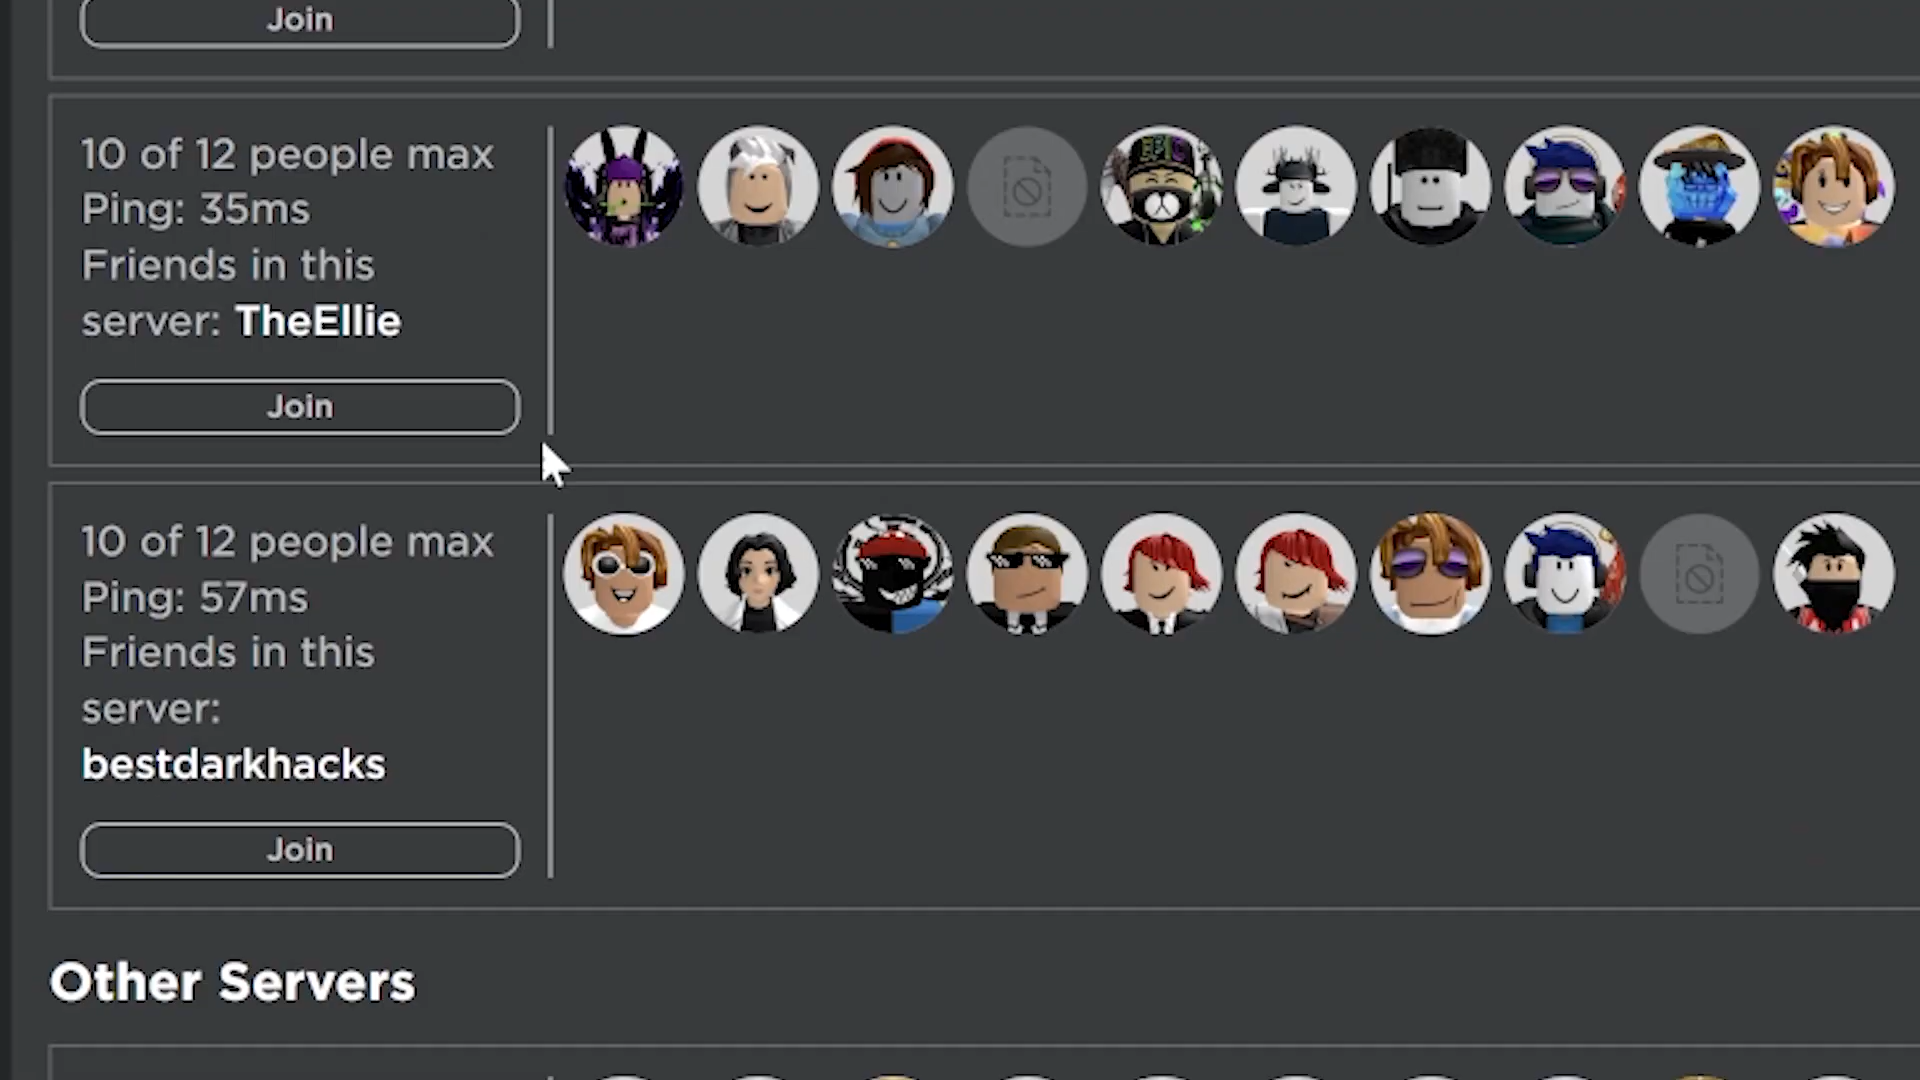 Join
10 of 12 people max
Ping: 35ms
Friends in this
server: TheEllie
Join
10 of 12 people max
Ping: 57ms
Friends in this
server:
bestdarkhacks
Join
Other Servers